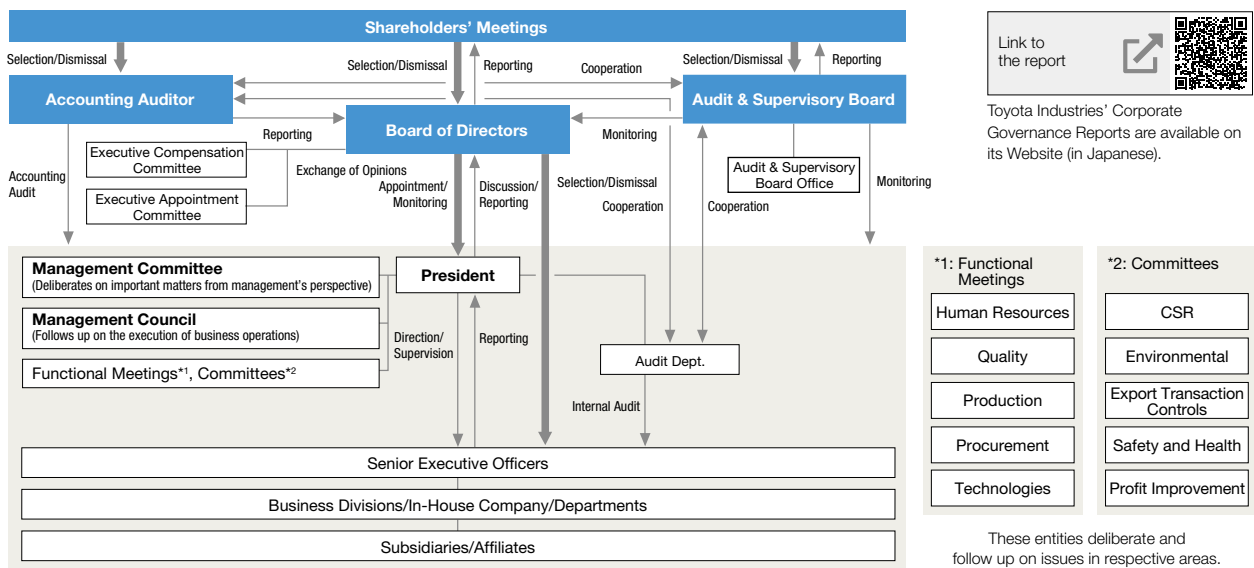 Shareholders' Meetings
Selection/Dismissal
Selection/Dismissal
Reporting
Cooperation
Selection/Dismissal
Reporting
Accounting Auditor
Audit & Supervisory Board
Board of Directors
Reporting
Monitoring
Executive Compensation
Committee
Exchange of Opinions
Executive Appointment
Committee
Accounting
Audit
Appointment/
Monitoring
Discussion/
Reporting
Selection/Dismissal
Cooperation
Audit & Supervisory
Board Office
Cooperation
Monitoring
Management Committee
(Deliberates on important matters from management's perspective)
President
Management Council
(Follows up on the execution of business operations)
Functional Meetings*1, Committees*2
Direction/
Supervision
Reporting
Audit Dept.
Internal Audit
Senior Executive Officers
Business Divisions/In-House Company/Departments
Subsidiaries/Affiliates
Link to
the report
Toyota Industries' Corporate
Governance Reports are available on
its Website (in Japanese).
*1: Functional
Meetings
Human Resources
Quality
Production
Procurement
Technologies
*2: Committees
CSR
Environmental
Export Transaction
Controls
Safety and Health
Profit Improvement
These entities deliberate and
follow up on issues in respective areas.